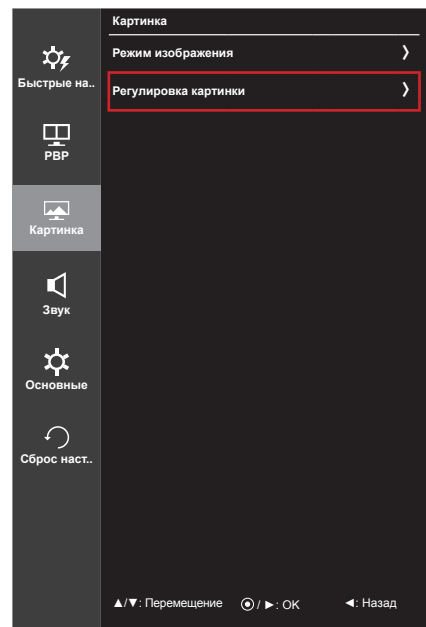 Картинка
Режим изображения
Регулировка картинки
Быстрые на..
PBP
Картинка
Звук
Основные
Сброс наст..
▲/▼: Перемещение ⦿ / ►: OK ◄: Назад